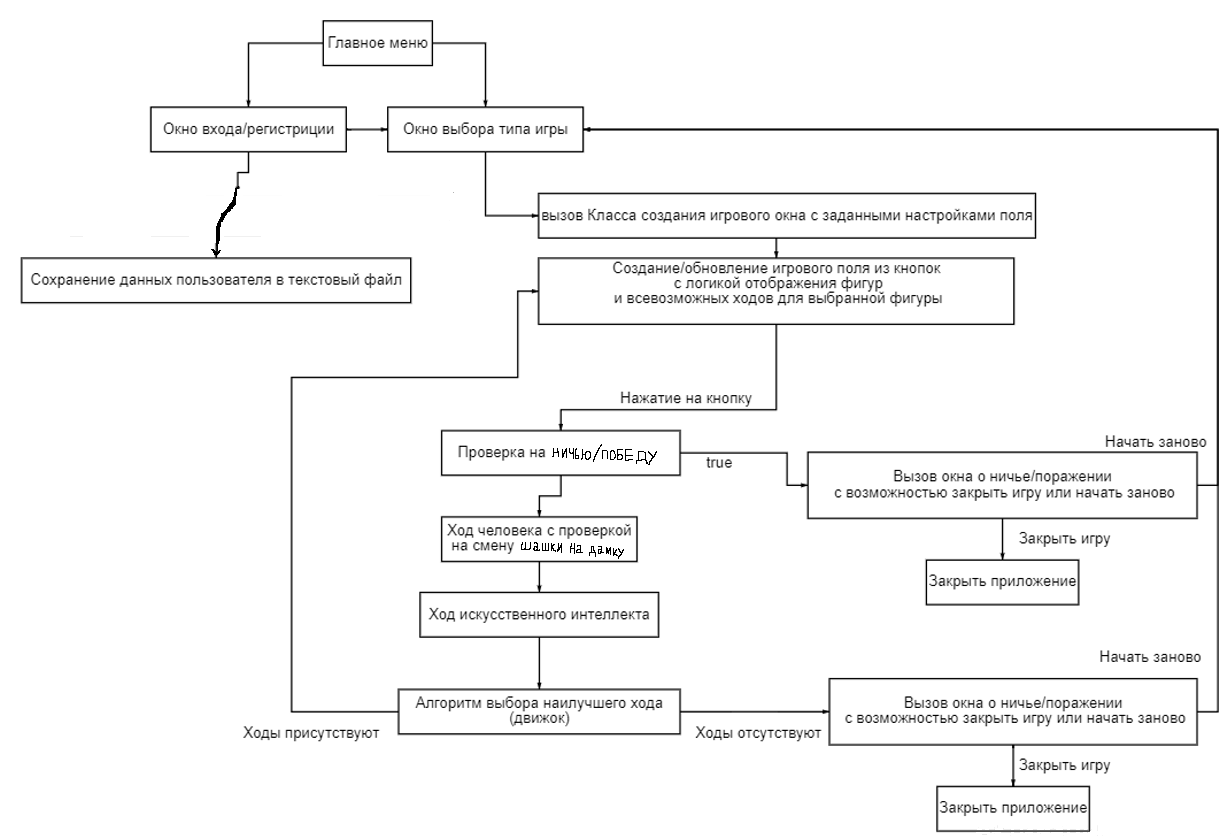 Главное меню
Окно входа/регистриции
Окно выбора типа игры
вызов Класса создания игрового окна с заданными настройками поля
Сохранение данных пользователя в текстовый файл
Создание/обновление игрового поля из кнопок
с логикой отображения фигур
и всевозможных ходов для выбранной фигуры
Нажатие на кнопку
Проверка на НИЧЬЮ/ПОБЕДУ
true
Начать заново
Вызов окна о ничье/поражении
с возможностью закрыть игру или начать заново
Ход человека с проверкой
на смену шашки на дамку
Закрыть игру
Закрыть приложение
Ход искусственного интеллекта
Начать заново
Алгоритм выбора наилучшего хода
(движок)
Ходы присутствуют
Ходы отсутствуют
Вызов окна о ничье/поражении
с возможностью закрыть игру или начать заново
Закрыть игру
Закрыть приложение